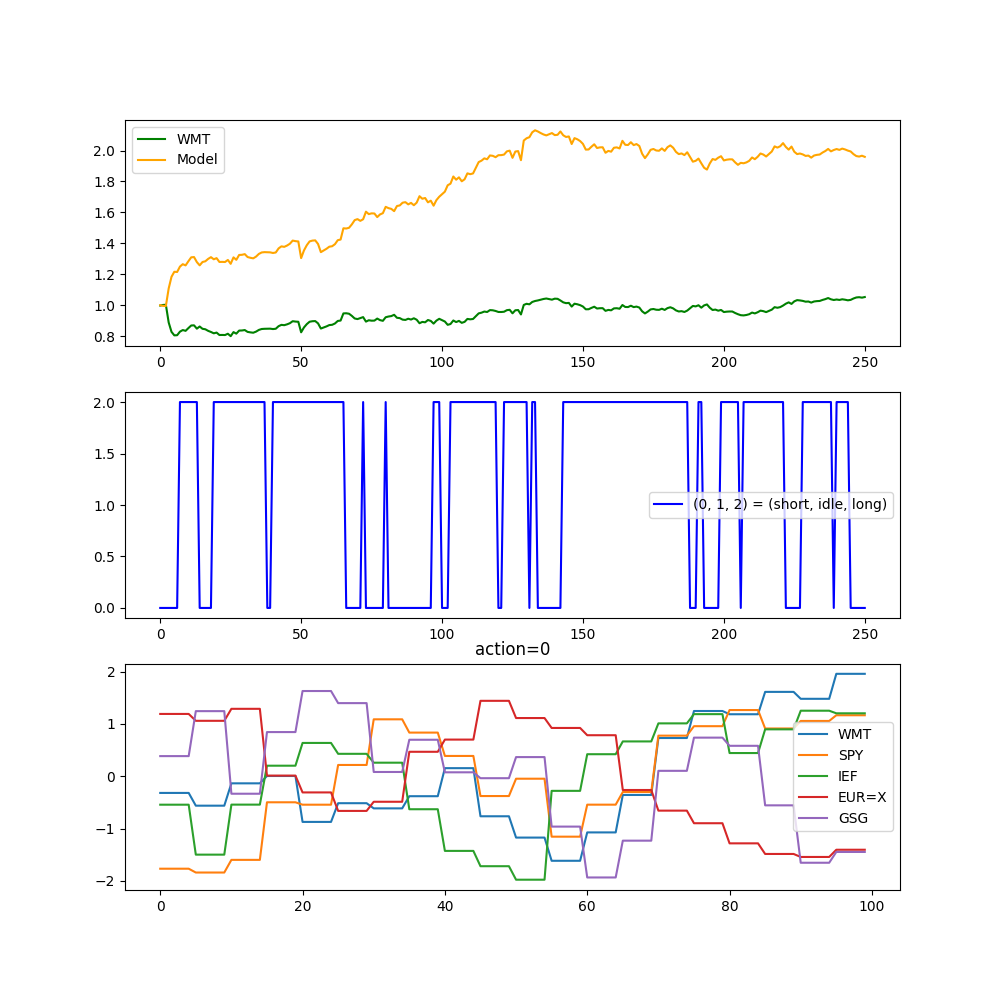 WMT
Model
2.0
1.8
1.6
1.4
1.2
1.0
0.8
0 50 100 150 200 250
2.0
1.5
1.0
0.5
0.0
(0, 1, 2) = (short, idle, long)
0 50 100 150 200 250
action=0
2
1
0
−1
−2
WMT
SPY
IEF
EUR=X
GSG
0 20 40 60 80 100